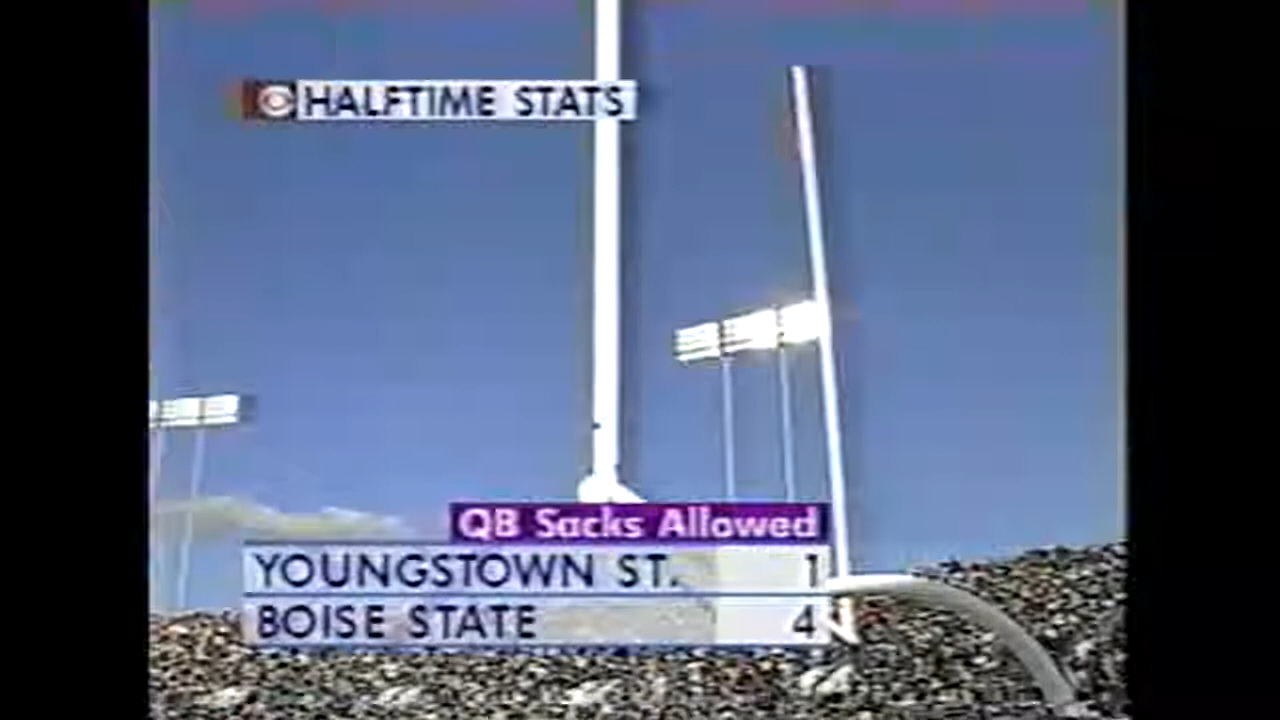 HALFTIME STATS
QB Sacks Allowed
YOUNGSTOWN ST. 1
BOISE STATE 4